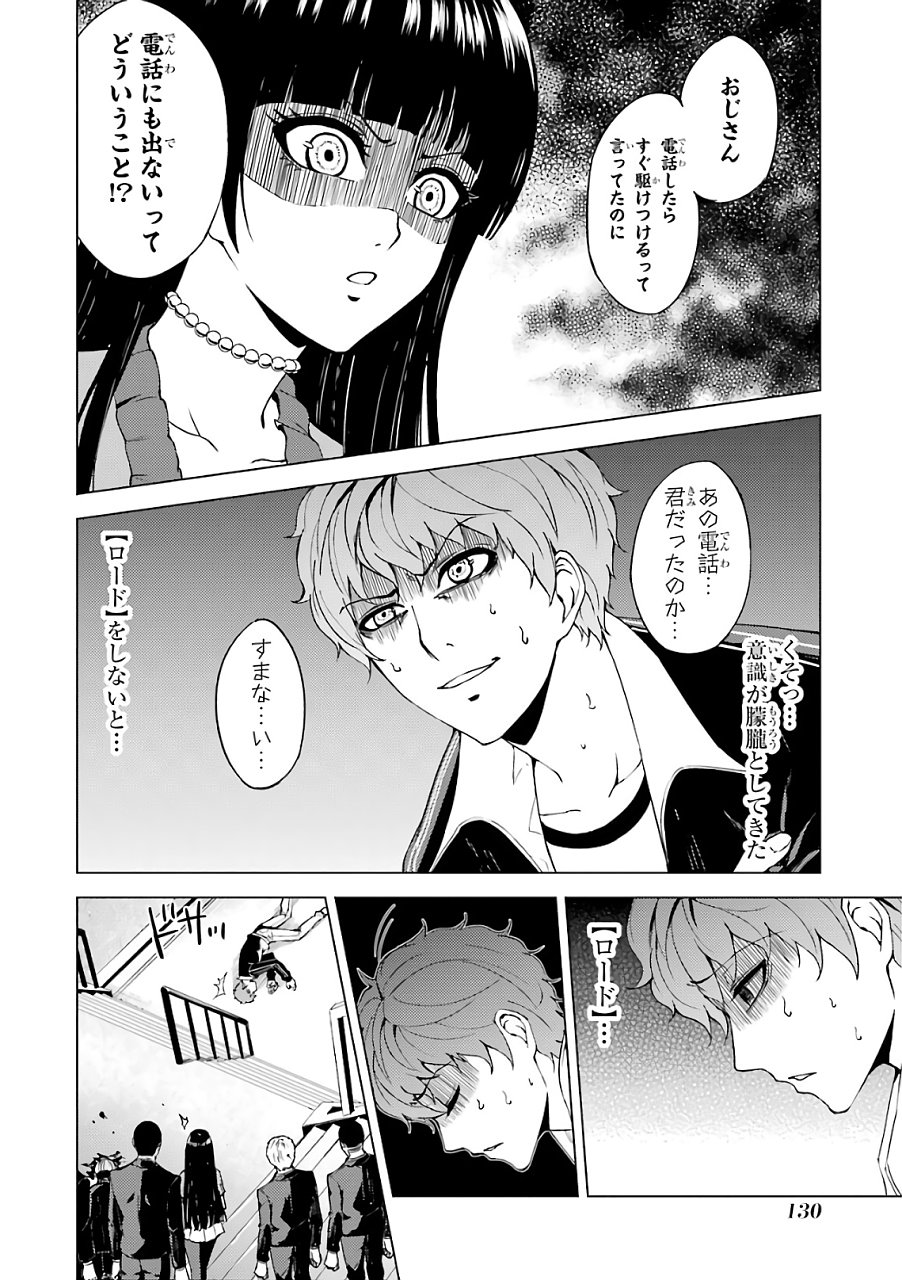 おじさん
電話したら
すぐ駆けつけるって
言ってたのに
電話にも出ないって
どういうこと!?
あの電話…
君だったのか…
くそっ…
意識が朦朧としてきた
すまな…い…
【ロード】をしないと…
【ロード】…
ドサッ
130